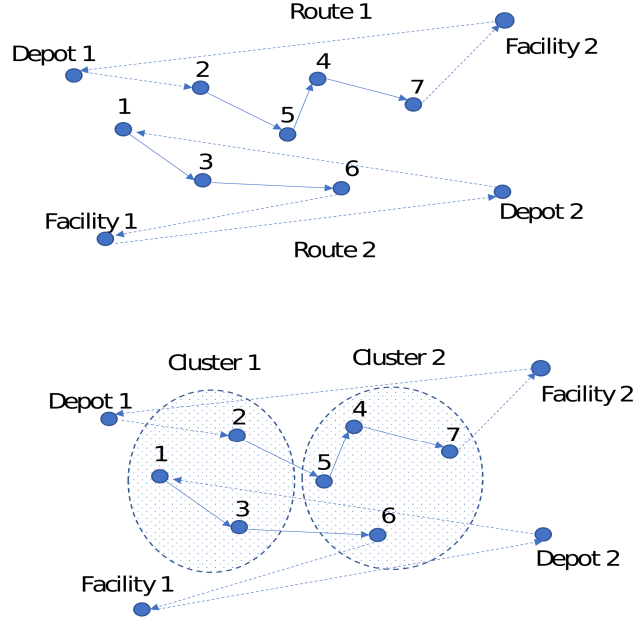 Route 1
Depot 1
Facility 2
2
4
7
1
5
3
6
Facility 1
Depot 2
Route 2
Cluster 1
Cluster 2
Depot 1
Facility 2
2
4
7
1
5
3
6
Depot 2
Facility 1